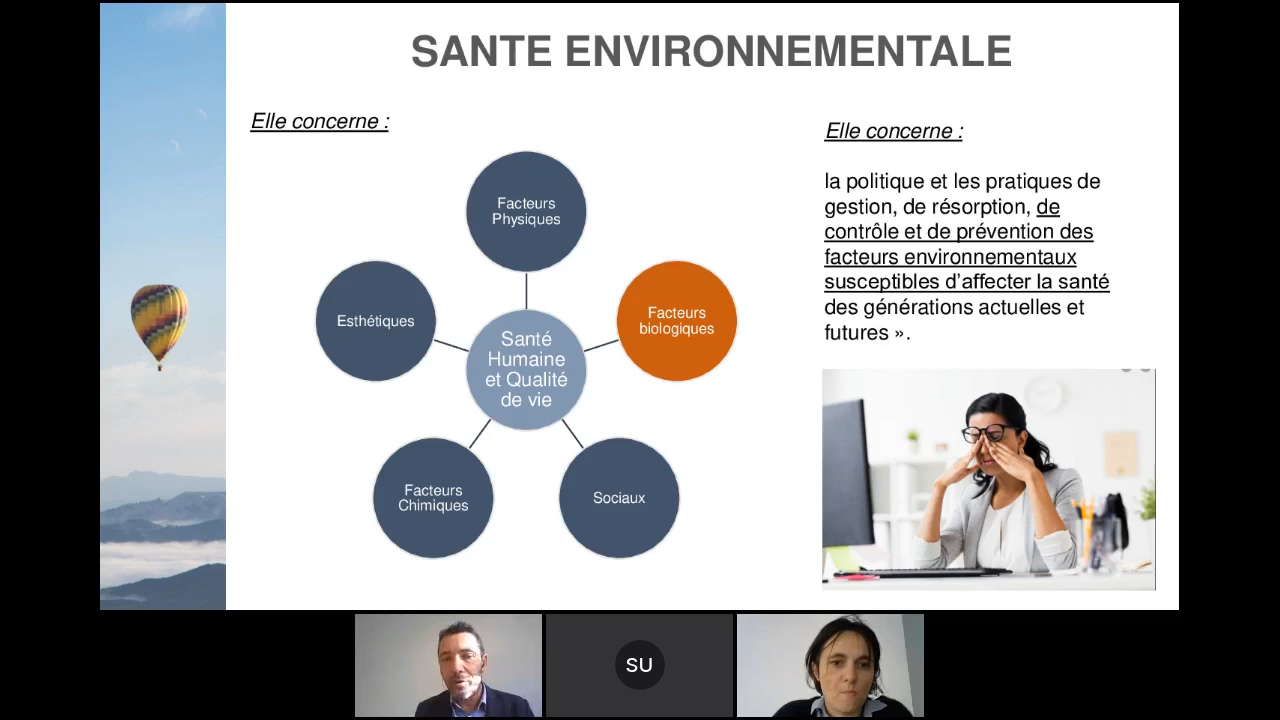 SANTE ENVIRONNEMENTALE
Elle concerne :
Facteurs
Physiques
Esthétiques
Facteurs
biologiques
Santé
Humaine
et Qualité
de vie
Facteurs
Chimiques
Sociaux
Elle concerne :
la politique et les pratiques de
gestion, de résorption, de
contrôle et de prévention des
facteurs environnementaux
susceptibles d’affecter la santé
des générations actuelles et
futures ».
SU